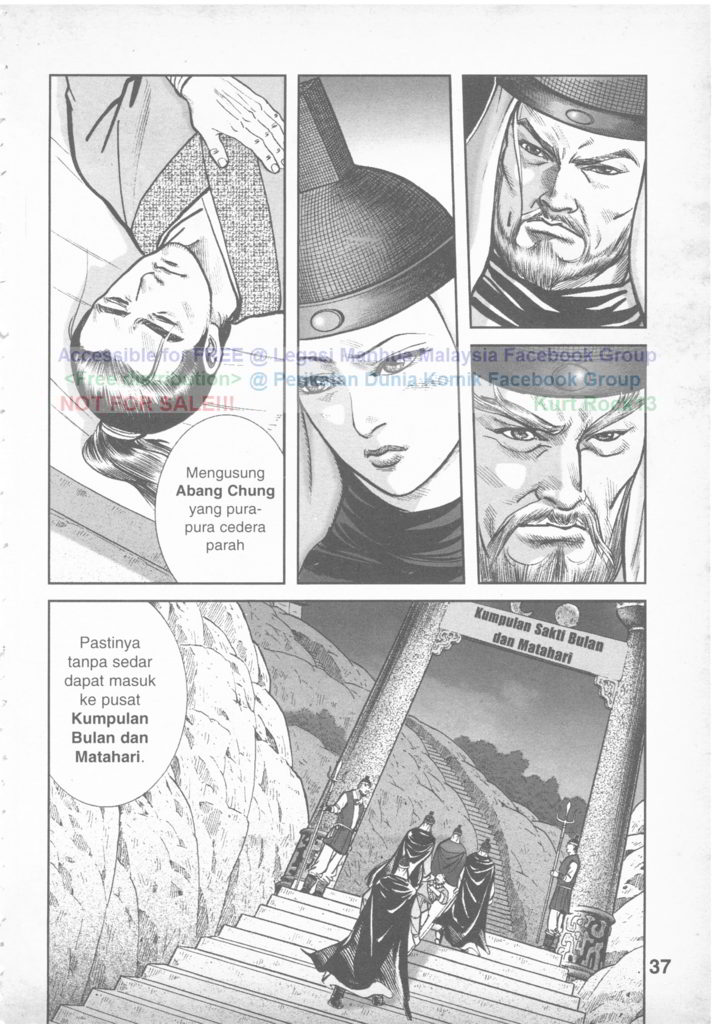 Accessible for FREE @ Legasi Manhua Malaysia Facebook Group
<Free distribution> @ Pencinlan Dunia Komik Facebook Group
NOT FOR SALE!!! Kurt Rock13
Mengusung
Abang Chung
yang pura-
pura cedera
parah
Pastinya
tanpa sedar
dapat masuk
ke pusat
Kumpulan
Bulan dan
Matahari.
Kumpulan Sakti Bulan
dan Matahari
37